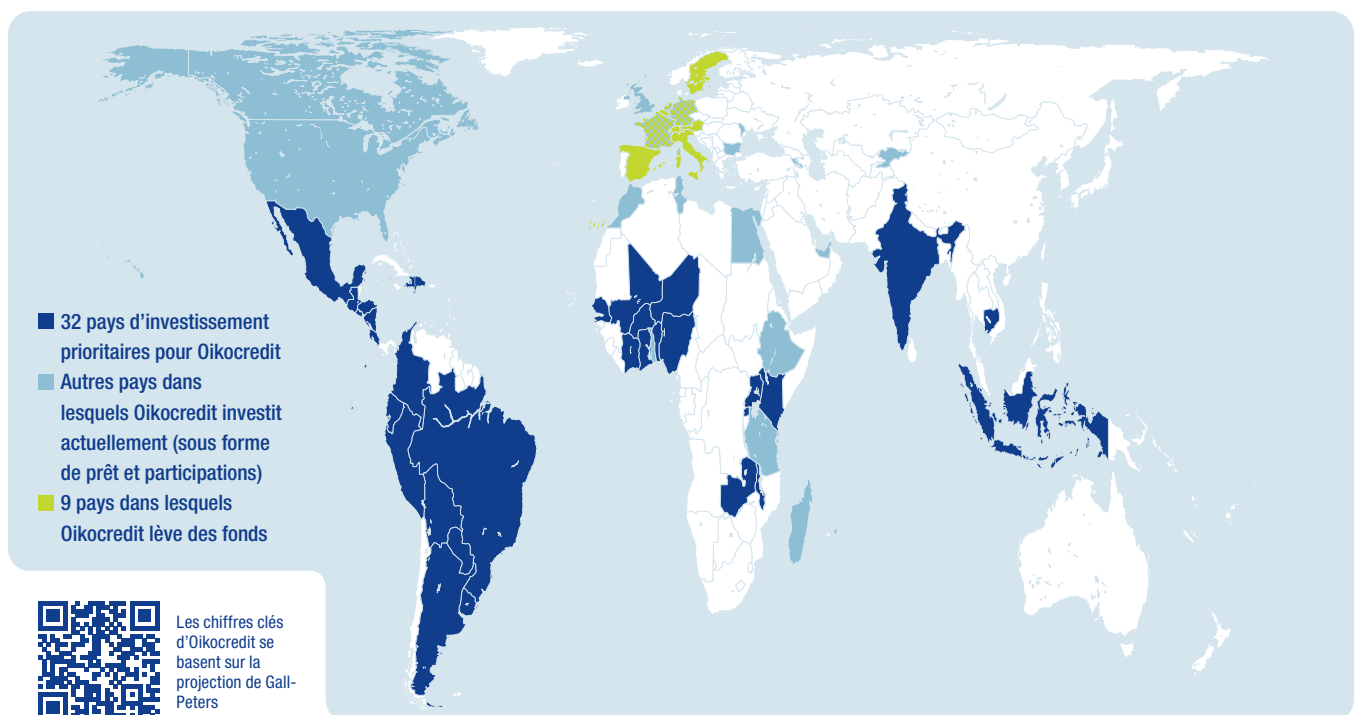 32 pays d’investissement
prioritaires pour Oikocredit
Autres pays dans
lesquels Oikocredit investit
actuellement (sous forme
de prêt et participations)
9 pays dans lesquels
Oikocredit lève des fonds
Les chiffres clés
d’Oikocredit se
basent sur la
projection de Gall-
Peters